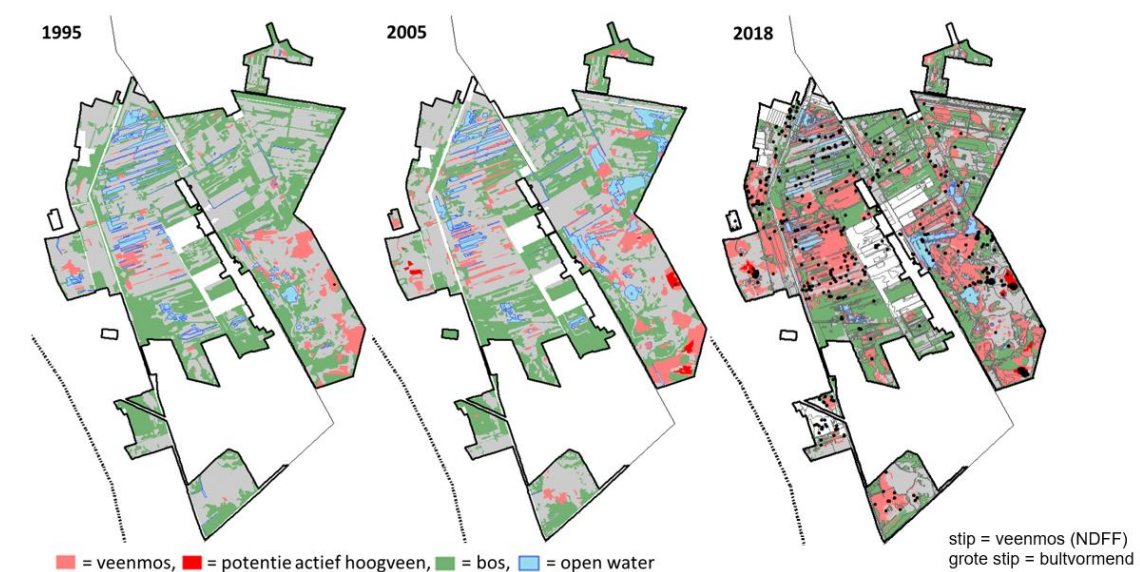 1995
2005
2018
= veenmos, = potentie actief hoogveen, = bos, = open water
stip = veenmos (NDFF)
grote stip = bultvormend